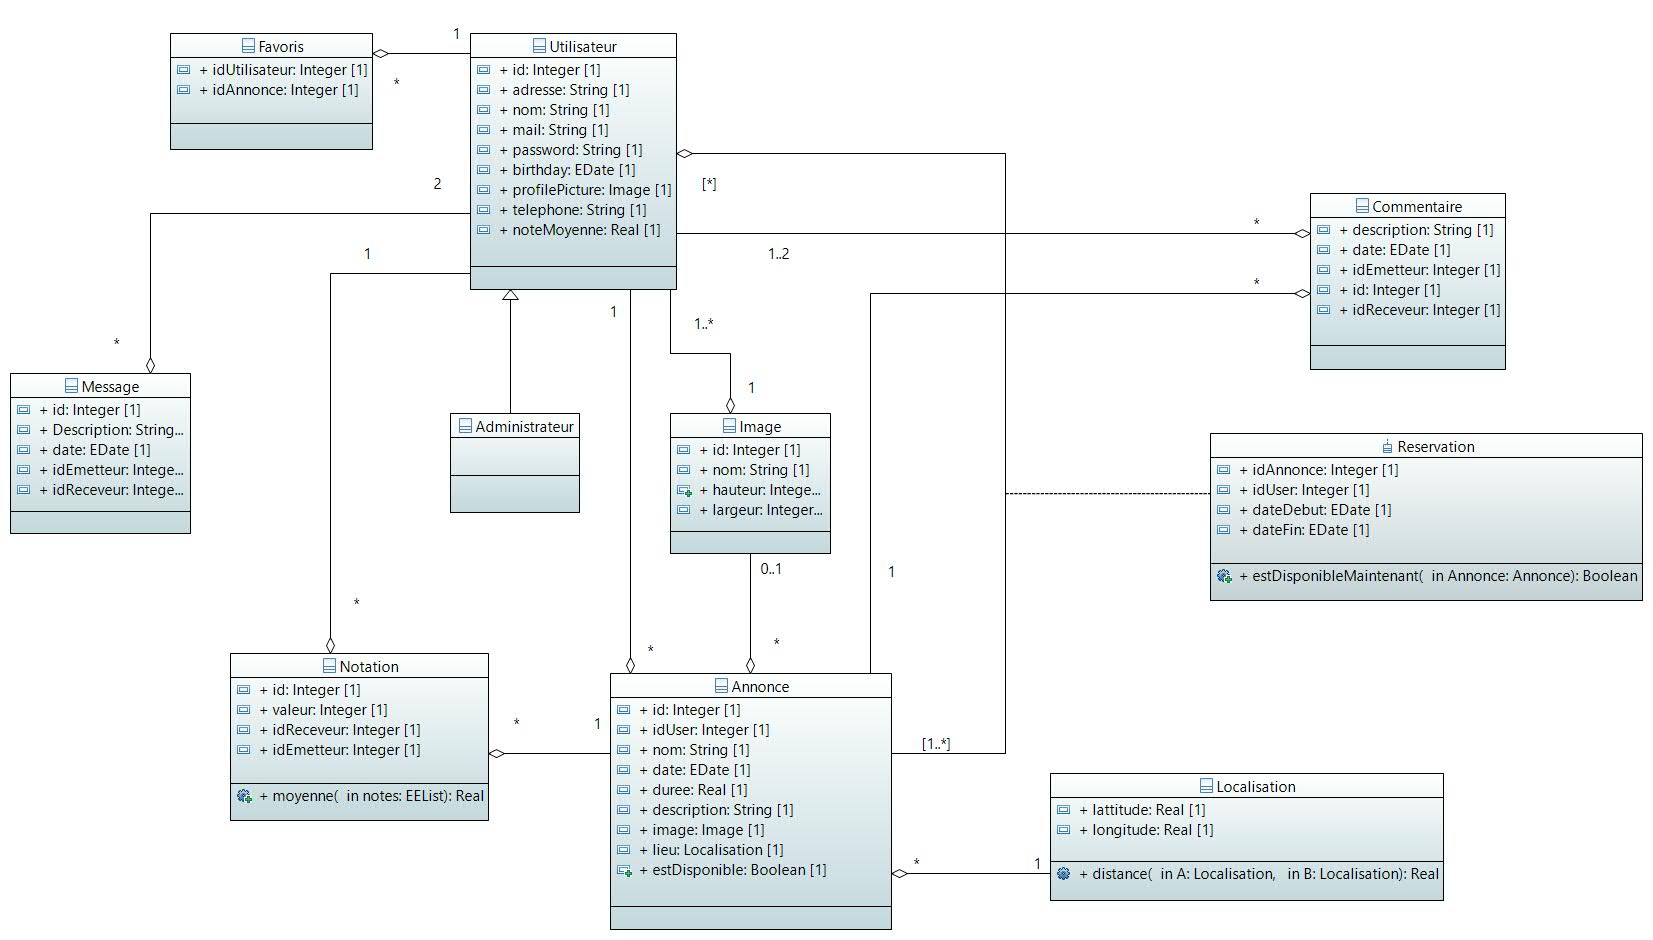 Favoris
+ idUtilisateur: Integer [1]
+ idAnnonce: Integer [1]
1
*
Utilisateur
+ id: Integer [1]
+ adresse: String [1]
+ nom: String [1]
+ mail: String [1]
+ password: String [1]
+ birthday: EDate [1]
+ profilePicture: Image [1]
+ telephone: String [1]
+ noteMoyenne: Real [1]
2
[*]
1
1..2
*
*
Commentaire
+ description: String [1]
+ date: EDate [1]
+ idEmetteur: Integer [1]
+ id: Integer [1]
+ idReceveur: Integer [1]
1
1..*
*
1
Message
+ id: Integer [1]
+ Description: String...
+ date: EDate [1]
+ idEmetteur: Intege...
+ idReceveur: Intege...
Administrateur
Image
+ id: Integer [1]
+ nom: String [1]
+ hauteur: Intege...
+ largeur: Integer...
Reservation
+ idAnnonce: Integer [1]
+ idUser: Integer [1]
+ dateDebut: EDate [1]
+ dateFin: EDate [1]
+ estDisponibleMaintenant(  in Annonce: Annonce): Boolean
0..1
1
*
*
*
Notation
+ id: Integer [1]
+ valeur: Integer [1]
+ idReceveur: Integer [1]
+ idEmetteur: Integer [1]
+ moyenne(  in notes: EEList): Real
*
1
Annonce
+ id: Integer [1]
+ idUser: Integer [1]
+ nom: String [1]
+ date: EDate [1]
+ duree: Real [1]
+ description: String [1]
+ image: Image [1]
+ lieu: Localisation [1]
+ estDisponible: Boolean [1]
[1..*]
*
1
Localisation
+ lattitude: Real [1]
+ longitude: Real [1]
+ distance(  in A: Localisation,   in B: Localisation): Real